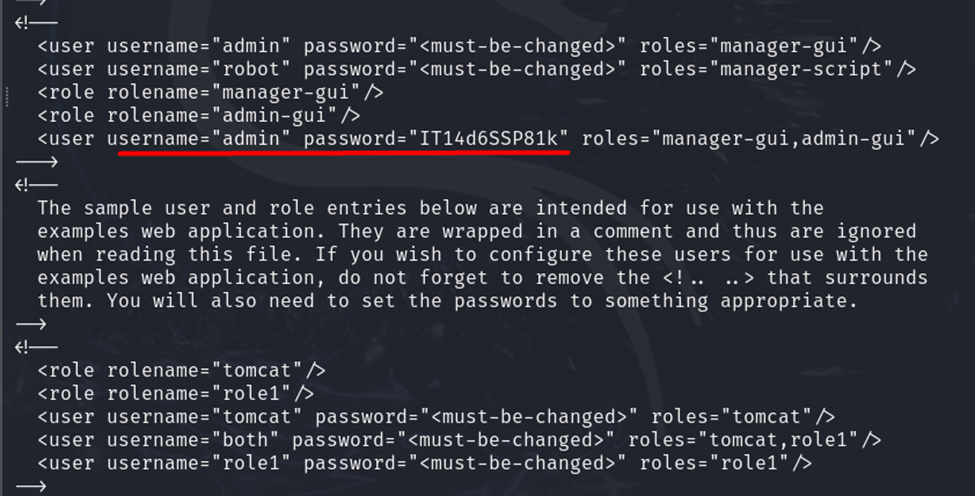 <!--
<user username="admin" password="<must-be-changed>" roles="manager-gui"/>
<user username="robot" password="<must-be-changed>" roles="manager-script"/>
<role rolename="manager-gui"/>
<role rolename="admin-gui"/>
<user username="admin" password="IT14d6SSP81k" roles="manager-gui,admin-gui"/>
-->
<!--
The sample user and role entries below are intended for use with the
examples web application. They are wrapped in a comment and thus are ignored
when reading this file. If you wish to configure these users for use with the
examples web application, do not forget to remove the <!.. ..> that surrounds
them. You will also need to set the passwords to something appropriate.
-->
<!--
<role rolename="tomcat"/>
<role rolename="role1"/>
<user username="tomcat" password="<must-be-changed>" roles="tomcat"/>
<user username="both" password="<must-be-changed>" roles="tomcat,role1"/>
<user username="role1" password="<must-be-changed>" roles="role1"/>
-->